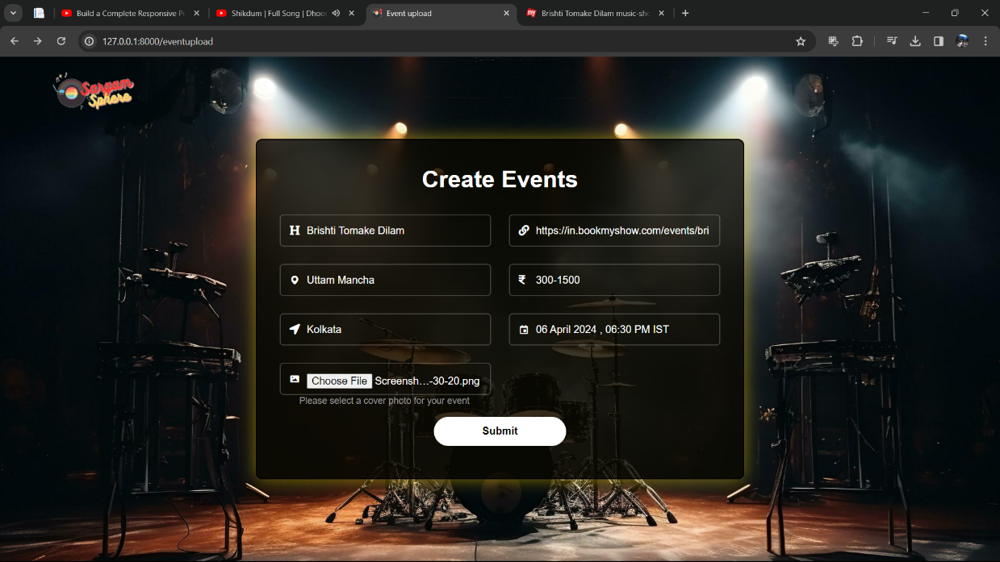 Build a Complete Responsive P
Shikdum | Full Song | Dhoor
Event upload
my
Brishti Tomake Dilam music-sho
127.0.0.1:8000/eventupload
Sargam
Sphere
Create Events
H Brishti Tomake Dilam
https://in.bookmyshow.com/events/bri
Uttam Mancha
₹ 300-1500
Kolkata
06 April 2024 , 06:30 PM IST
Choose File Screensh...-30-20.png
Please select a cover photo for your event
Submit